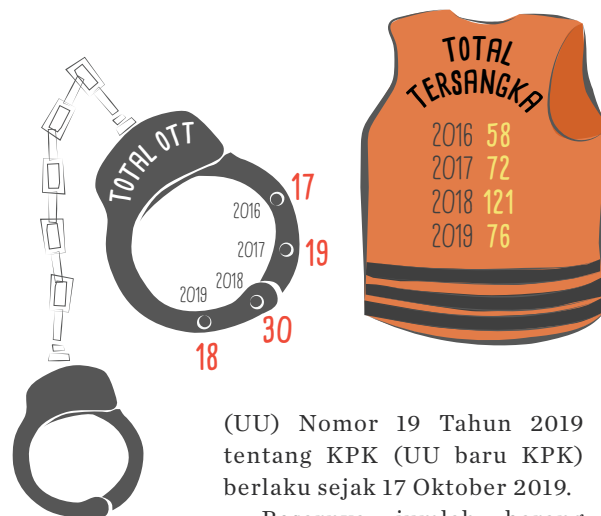 TOTAL OTT
2016 17
2017 19
2018 30
2019 18
TOTAL
TERSANGKA
2016 58
2017 72
2018 121
2019 76
(UU) Nomor 19 Tahun 2019
tentang KPK (UU baru KPK)
berlaku sejak 17 Oktober 2019.